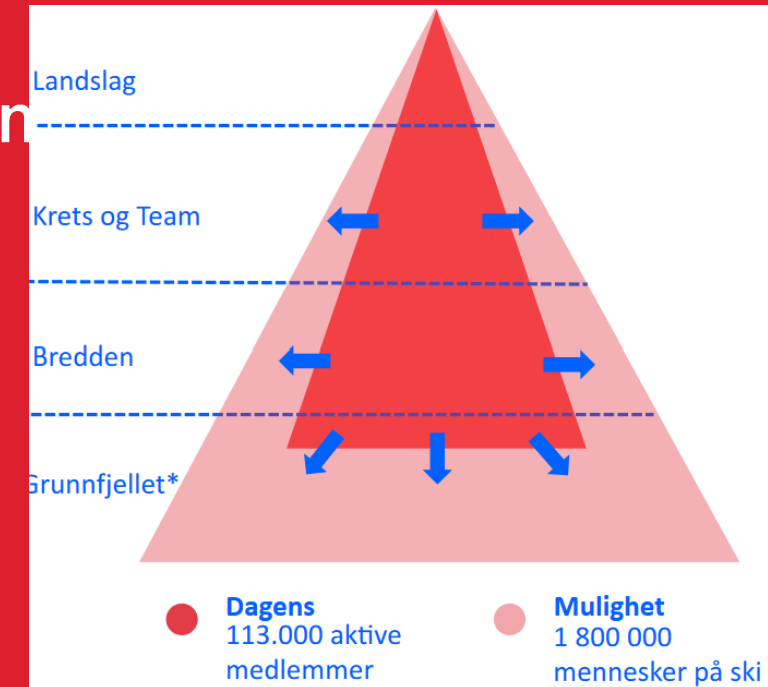 Landslag
n
Krets og Team
Bredden
Grunnfjellet*
Dagens
113.000 aktive
medlemmer
Mulighet
1 800 000
mennesker på ski